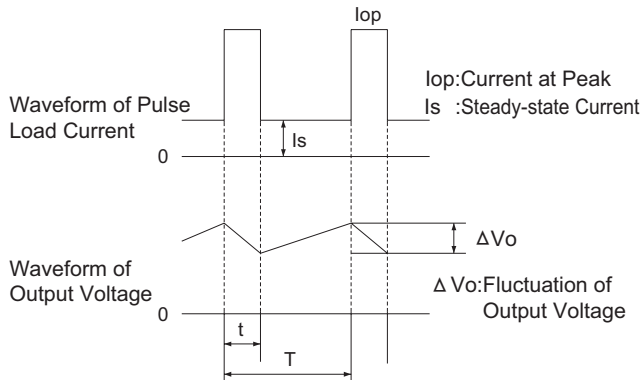 Iop
Iop:Current at Peak
Is :Steady-state Current
Waveform of Pulse
Load Current
Is
0
ΔVo
Waveform of
Output Voltage
ΔVo:Fluctuation of
Output Voltage
0
t
T